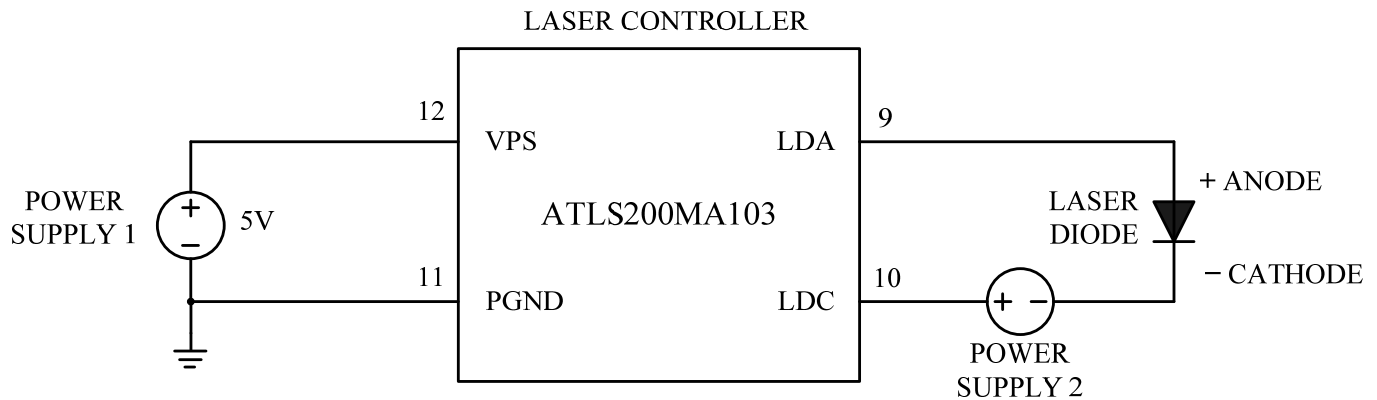 LASER CONTROLLER
12
VPS
LDA
9
POWER
SUPPLY 1
+
−
5V
ATLS200MA103
LASER
DIODE
+ ANODE
− CATHODE
11
PGND
LDC
10
+ −
POWER
SUPPLY 2